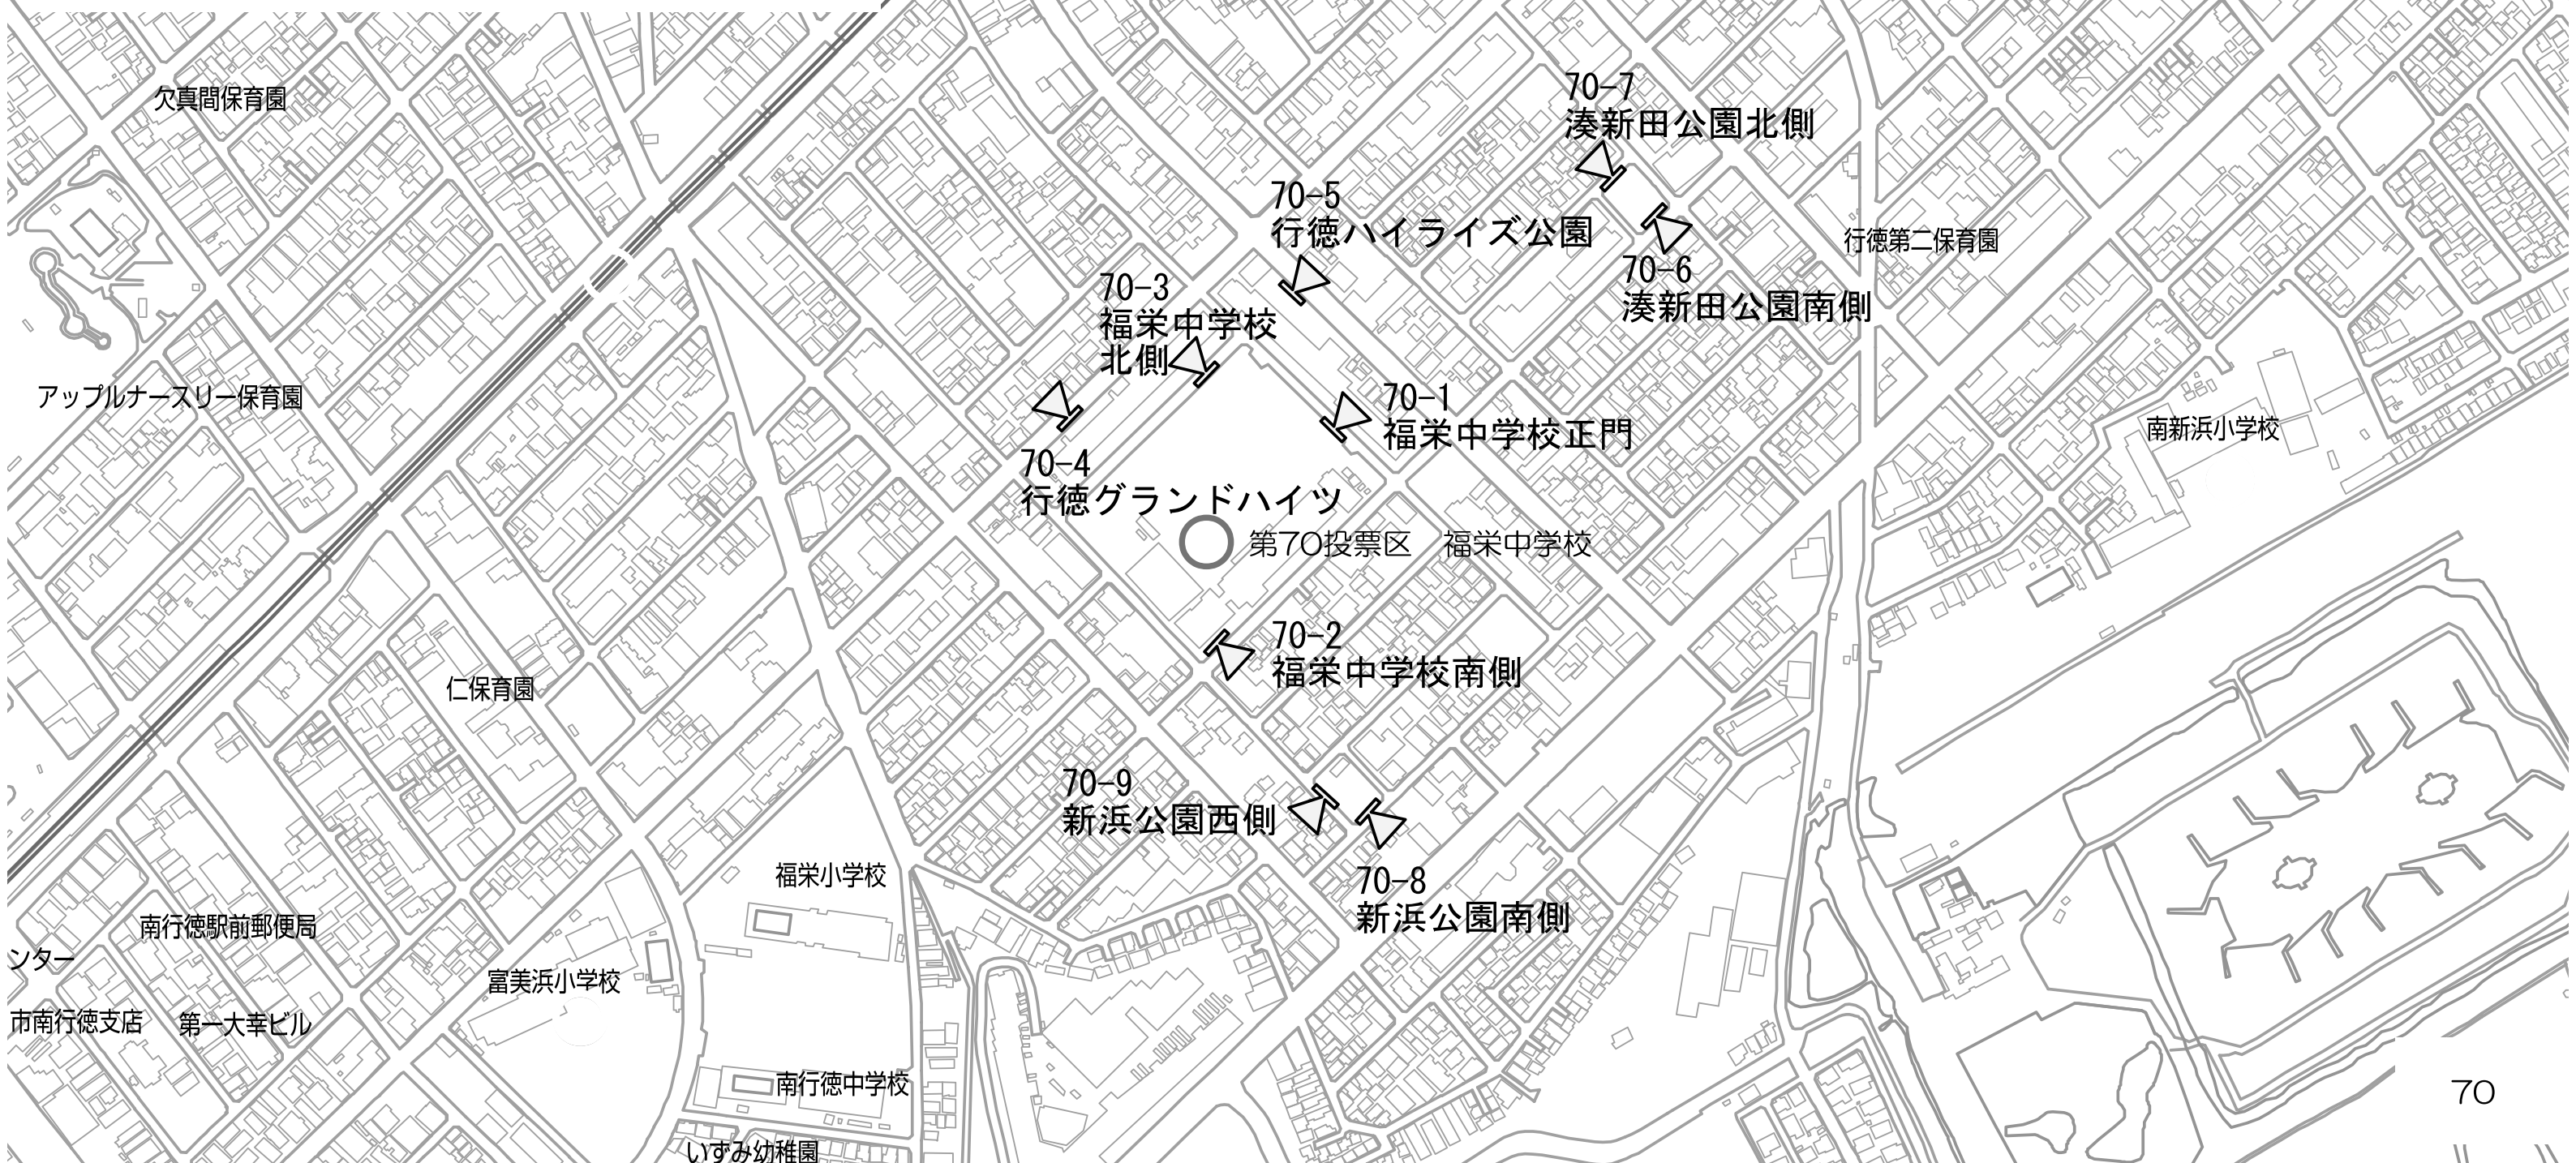 欠真間保育園
70-7
湊新田公園北側
70-5
行徳ハイライズ公園
行徳第二保育園
70-6
湊新田公園南側
70-3
福栄中学校
北側
アップルナースリー保育園
70-1
福栄中学校正門
南新浜小学校
70-4
行徳グランドハイツ
第70投票区　福栄中学校
70-2
福栄中学校南側
仁保育園
70-9
新浜公園西側
70-8
新浜公園南側
福栄小学校
南行徳駅前郵便局
ンター
富美浜小学校
市南行徳支店
第一大幸ビル
南行徳中学校
70
いずみ幼稚園